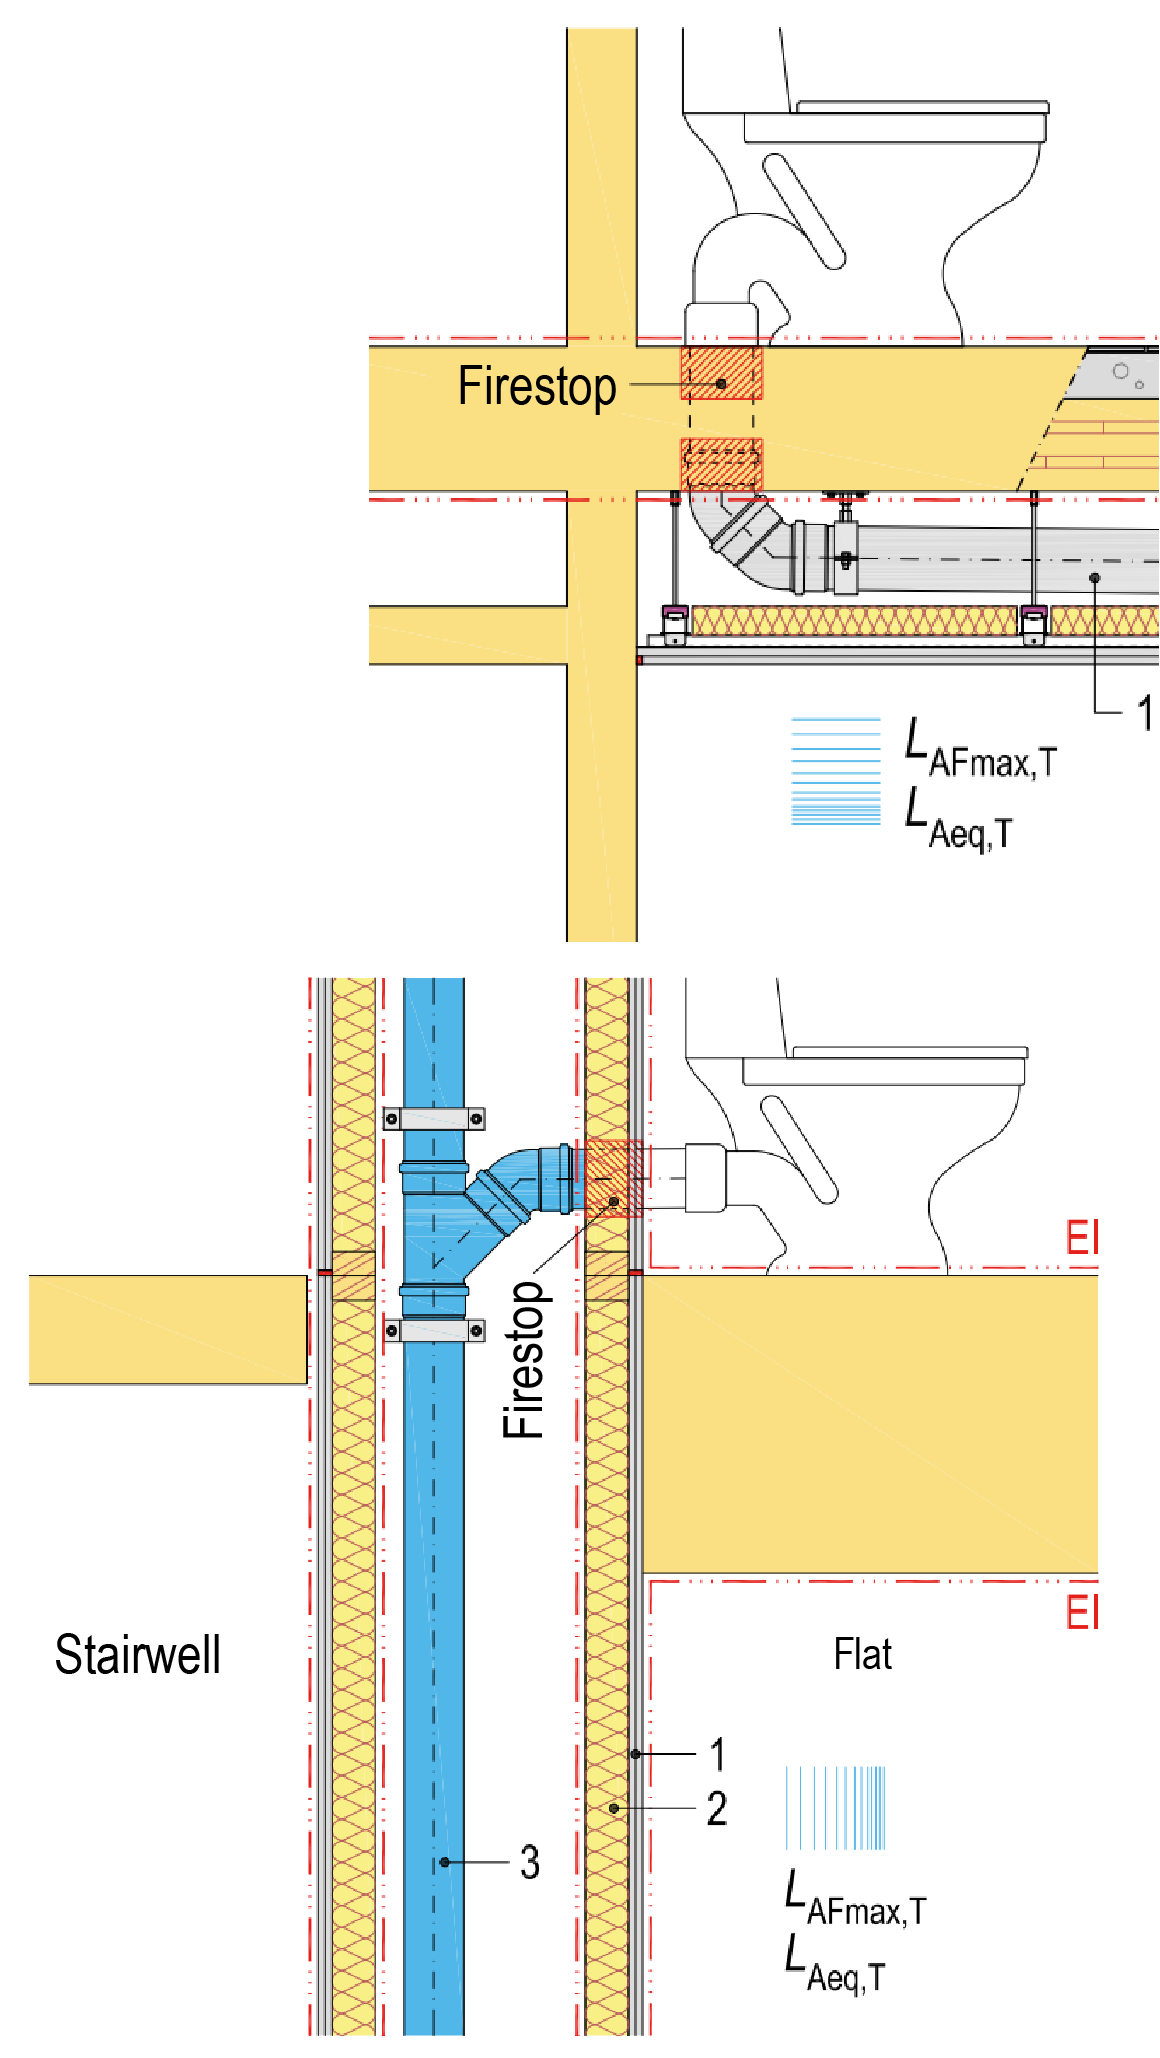 Firestop
1
LAFmax,T
LAeq,T
EI
Firestop
EI
Stairwell
Flat
1
2
3
LAFmax,T
LAeq,T